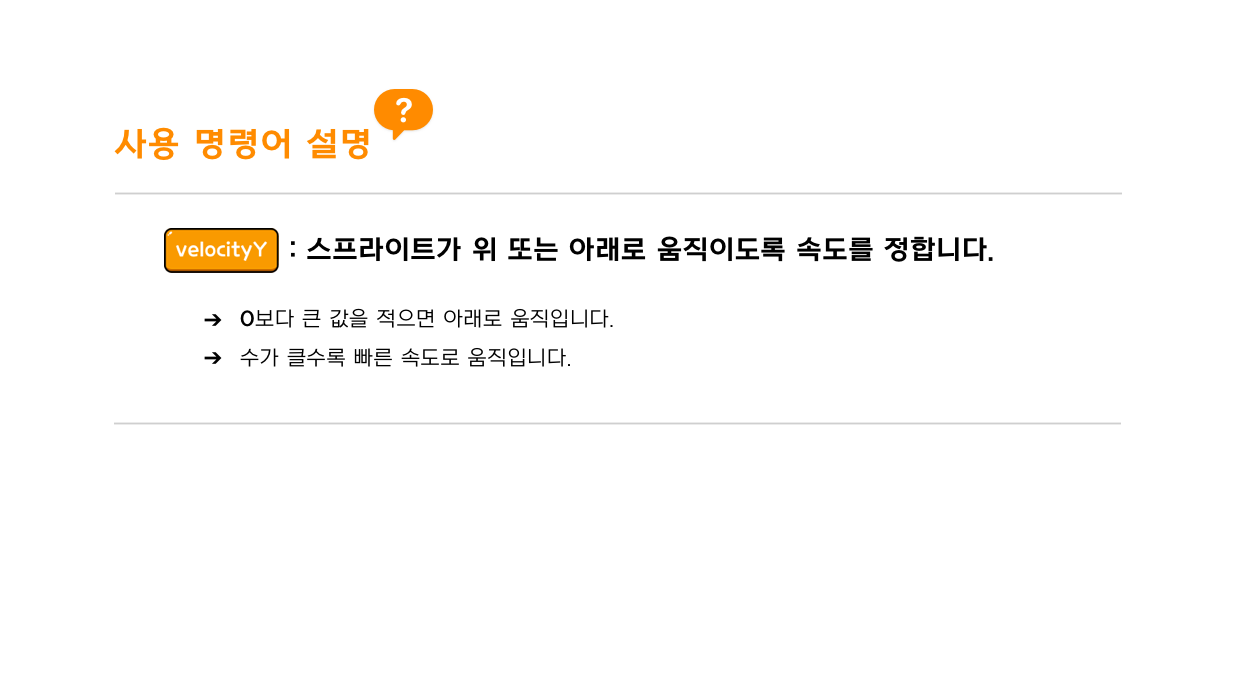 ?
사용 명령어 설명
velocityY : 스프라이트가 위 또는 아래로 움직이도록 속도를 정합니다.
➔ 0보다 큰 값을 적으면 아래로 움직입니다.
➔ 수가 클수록 빠른 속도로 움직입니다.